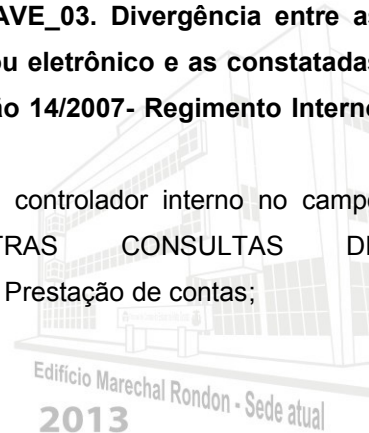 AVE_03. Divergência entre as
ou eletrônico e as constatadas
ão 14/2007- Regimento Interno
controlador interno no campo
TRAS CONSULTAS DE
Prestação de contas;
Edifício Marechal Rondon - Sede atual
2013